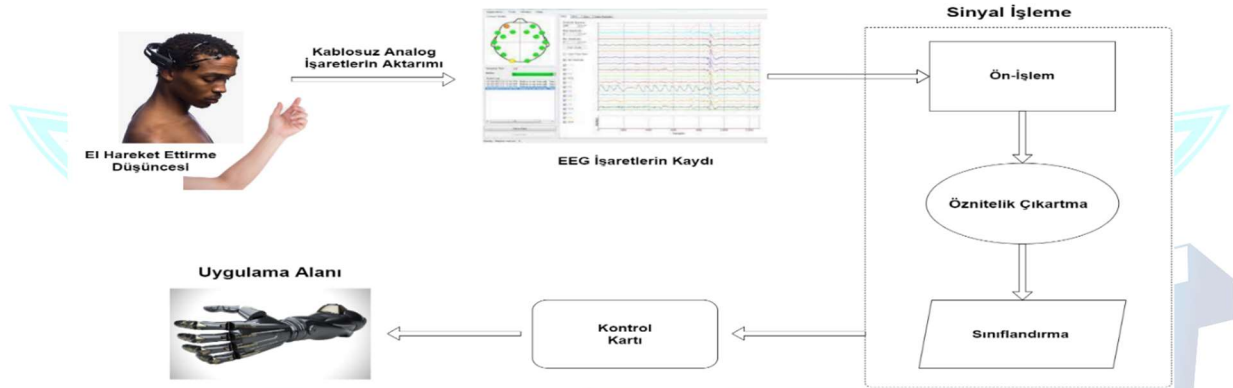 Kablosuz Analog
İşaretlerin Aktarımı
El Hareket Ettirme
Düşüncesi
EEG İşaretlerin Kaydı
Sinyal İşleme
Ön-İşlem
Öznitelik Çıkartma
Sınıflandırma
Kontrol
Kartı
Uygulama Alanı